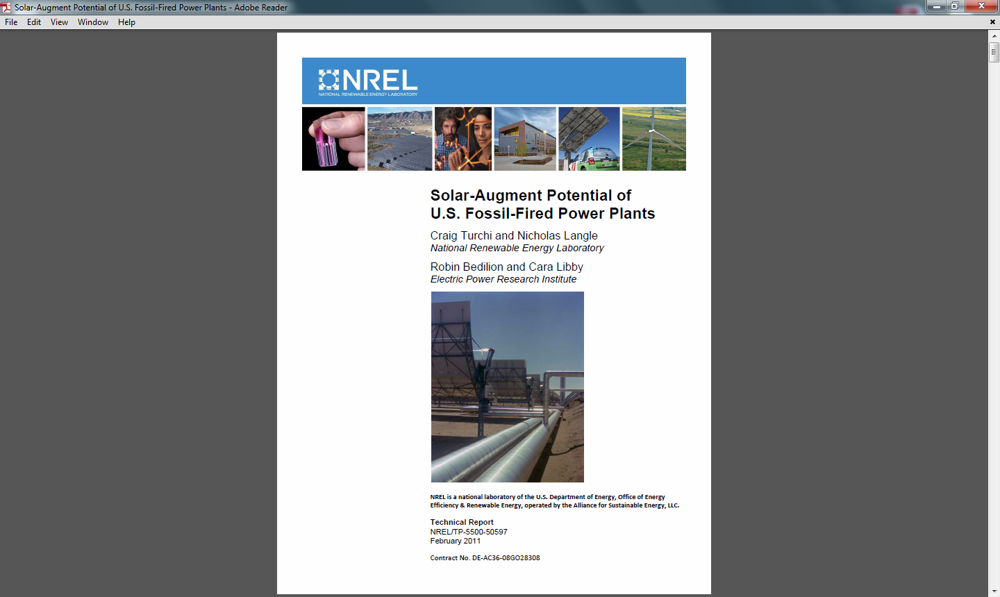 Solar-Augment Potential of U.S. Fossil-Fired Power Plants - Adobe Reader
File Edit View Window Help
NREL
NATIONAL RENEWABLE ENERGY LABORATORY
Solar-Augment Potential of
U.S. Fossil-Fired Power Plants
Craig Turchi and Nicholas Langle
National Renewable Energy Laboratory
Robin Bedilion and Cara Libby
Electric Power Research Institute
NREL is a national laboratory of the U.S. Department of Energy, Office of Energy
Efficiency & Renewable Energy, operated by the Alliance for Sustainable Energy, LLC.
Technical Report
NREL/TP-5500-50597
February 2011
Contract No. DE-AC36-08GO28308